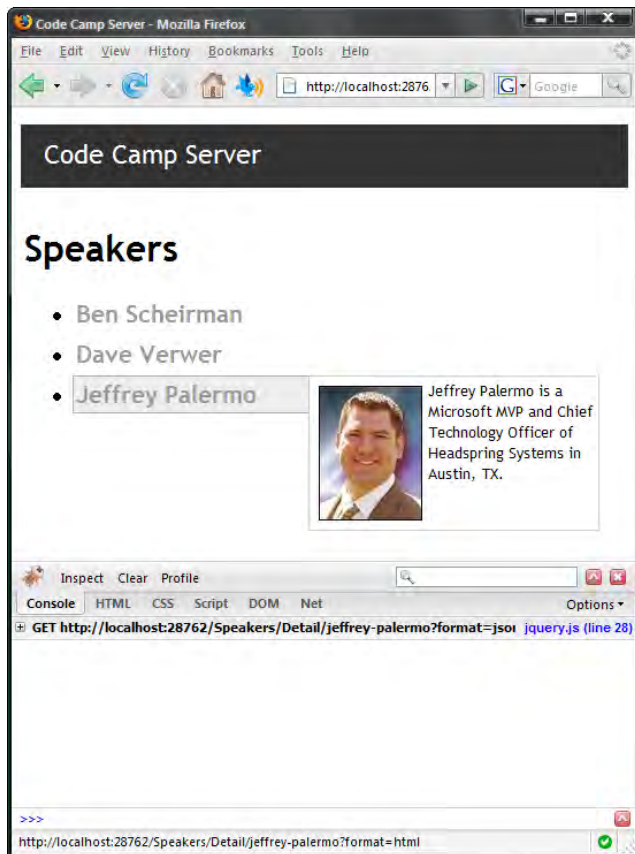 Code Camp Server - Mozilla Firefox
File Edit View History Bookmarks Tools Help
http://localhost:2876 G Google
Code Camp Server
Speakers
• Ben Scheirman
• Dave Verwer
• Jeffrey Palermo
Jeffrey Palermo is a
Microsoft MVP and Chief
Technology Officer of
Headspring Systems in
Austin, TX.
Inspect Clear Profile
Console HTML CSS Script DOM Net Options
GET http://localhost:28762/Speakers/Detail/jeffrey-palermo?format=json jquery.js (line 28)
>>>
http://localhost:28762/Speakers/Detail/jeffrey-palermo?format=html